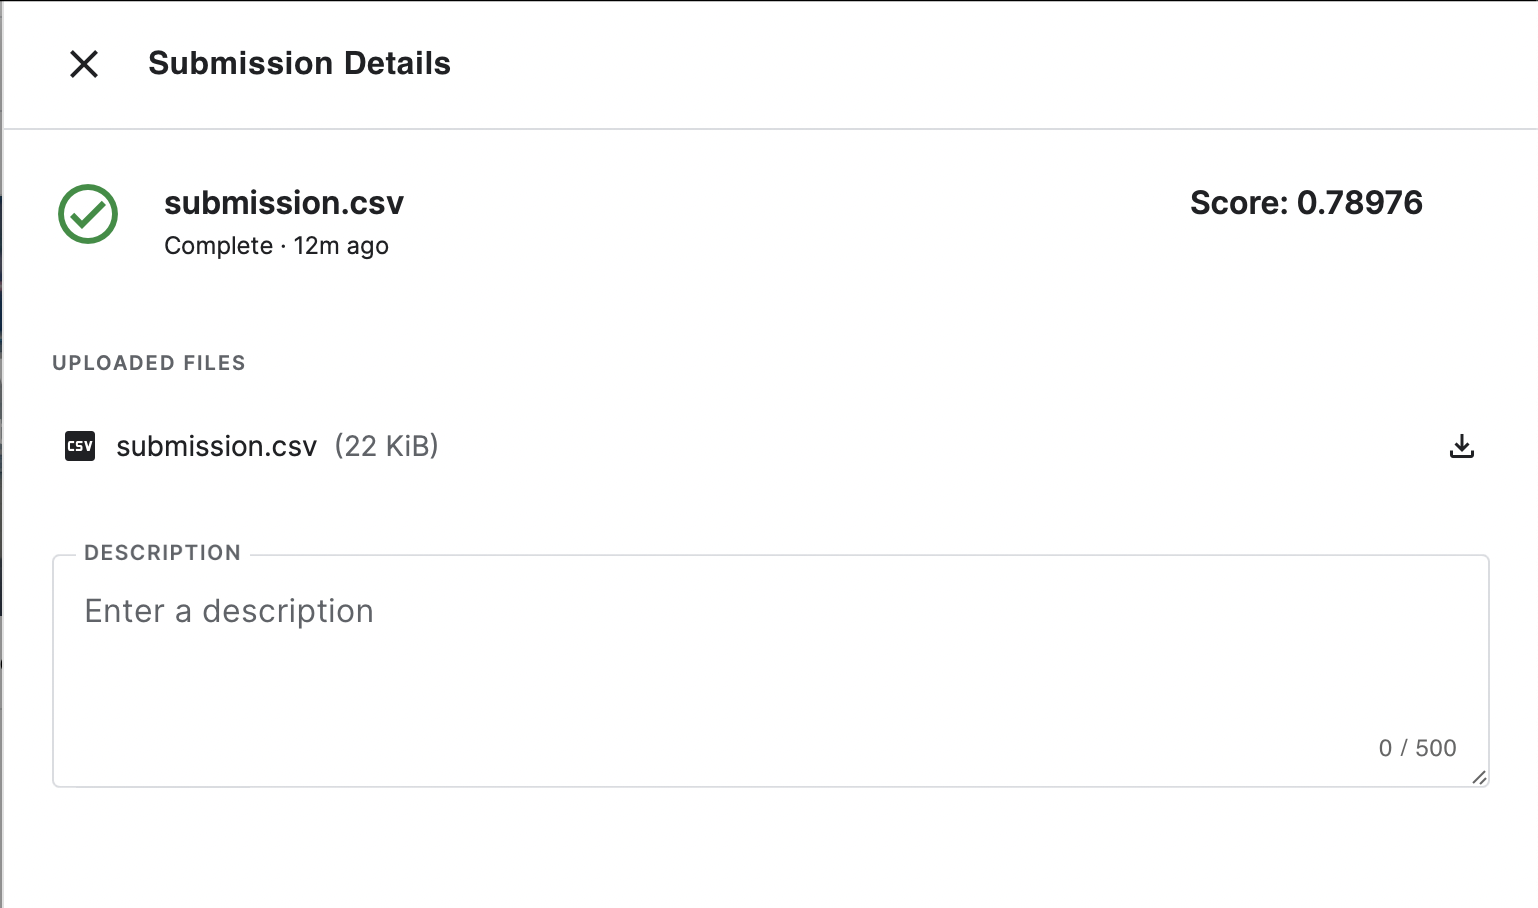 Submission Details
submission.csv
Score: 0.78976
Complete · 12m ago
UPLOADED FILES
CSV submission.csv (22 KiB)
DESCRIPTION
Enter a description
0 / 500